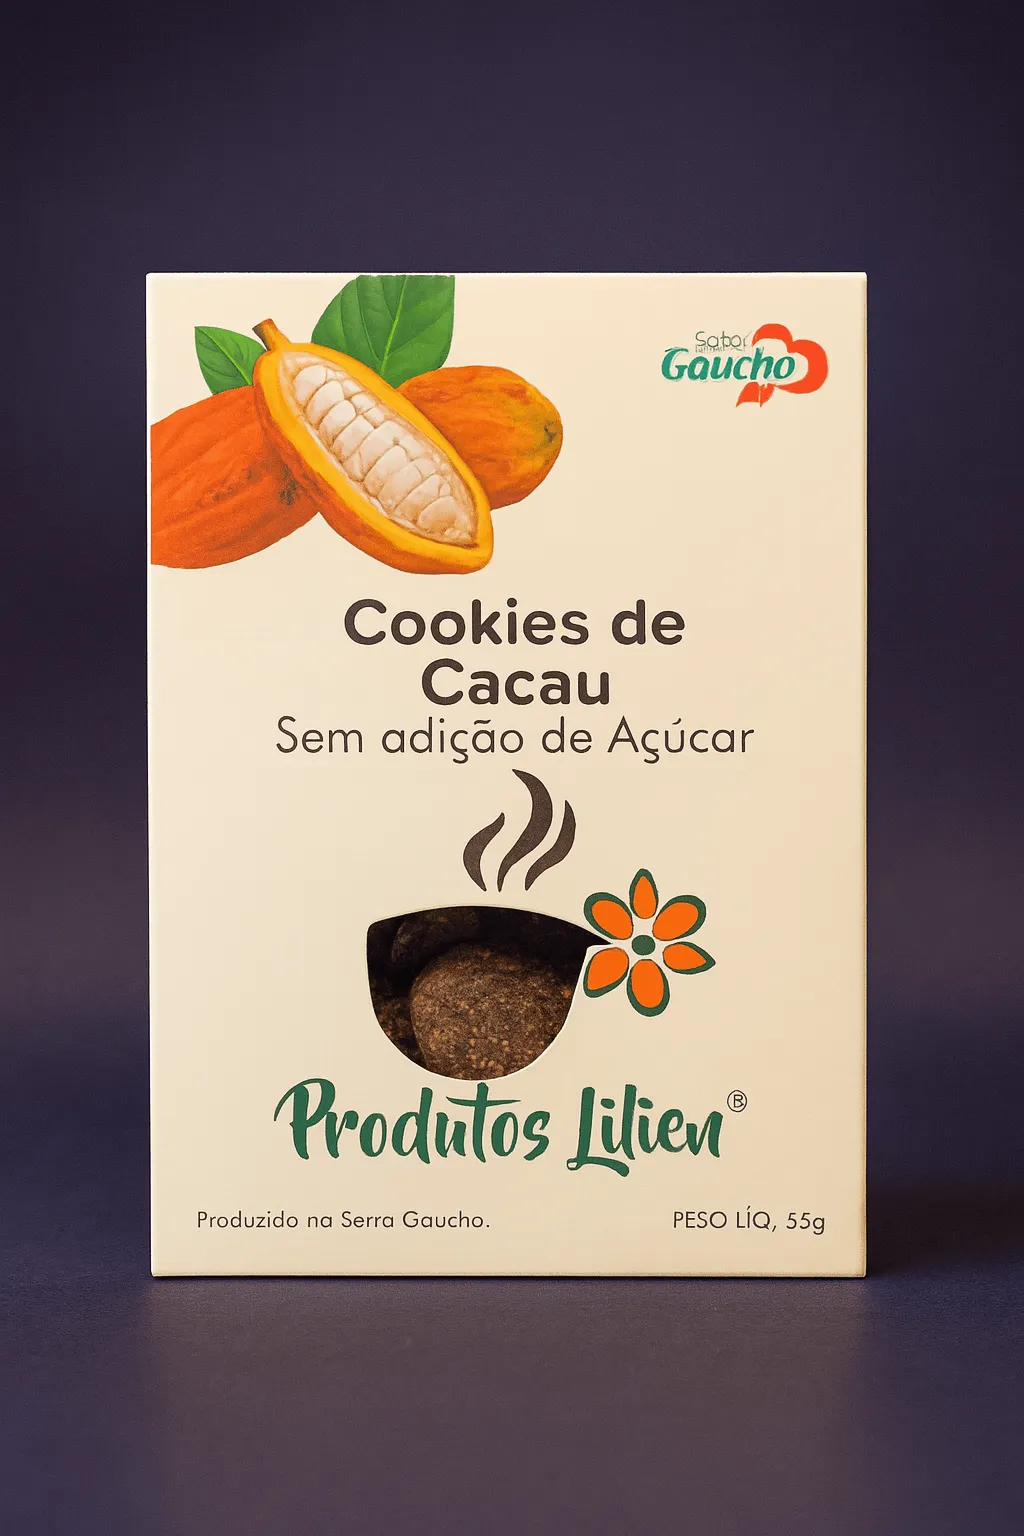 Sabor
Gaucho
Cookies de
Cacau
Sem adição de Açúcar
Produtos Lilien®
Produzido na Serra Gaucho.
PESO LÍQ, 55g